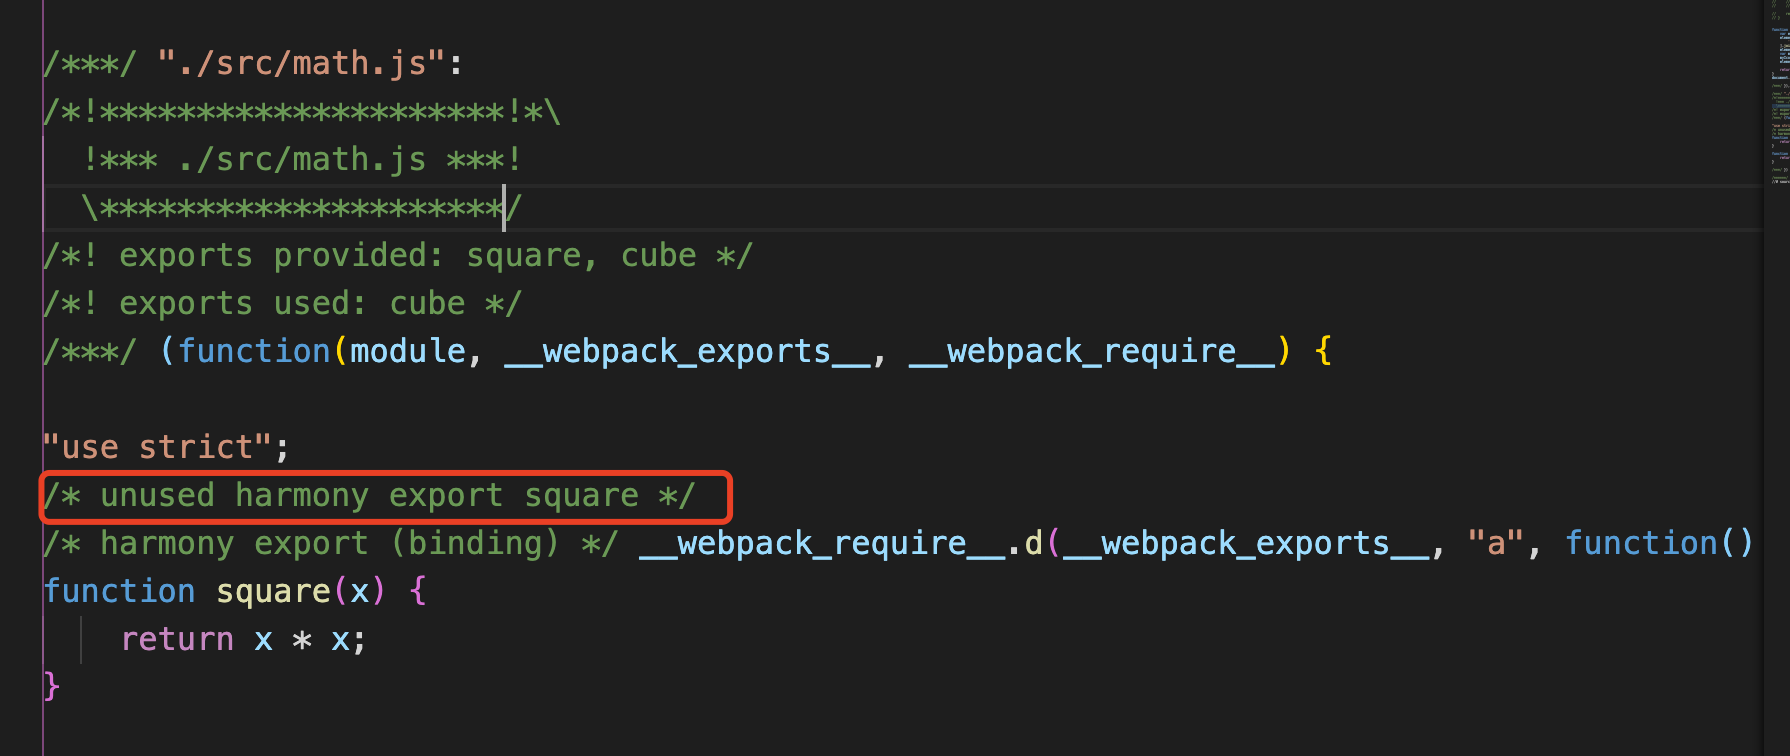 /***/ "./src/math.js":
/*!*********************!*\
  !*** ./src/math.js ***!
  \*********************/
/*! exports provided: square, cube */
/*! exports used: cube */
/***/ (function(module, __webpack_exports__, __webpack_require__) {
"use strict";
/* unused harmony export square */
/* harmony export (binding) */ __webpack_require__.d(__webpack_exports__, "a", function()
function square(x) {
    return x * x;
}